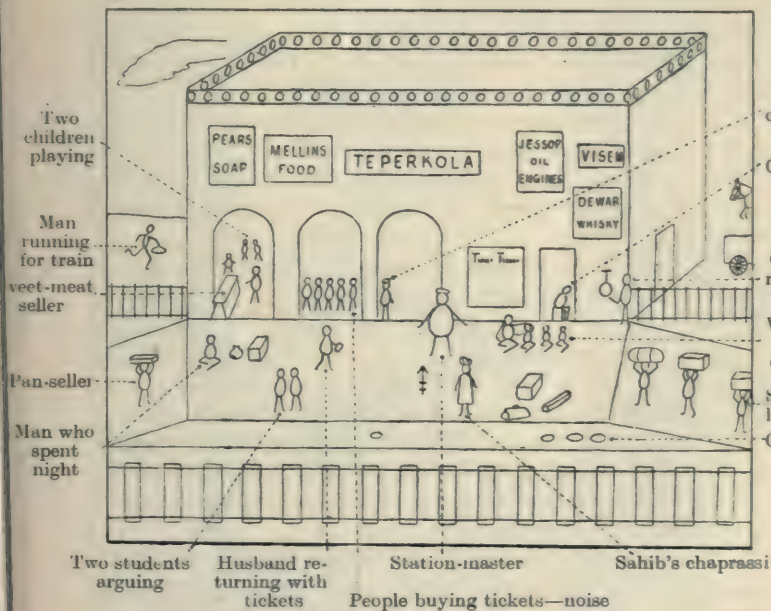 PEARS
SOAP
MELLINS
FOOD
TEPERKOLA
JESSOP
OIL
ENGINES
VISEM
DEWAR
WHISKY
Two
children
playing
Man
running
for train
veet-meat
seller
Pan-seller
Man who
spent
night
Two students
arguing
Husband re-
turning with
tickets
People buying tickets—noise
Station-master
Sahib's chaprassi